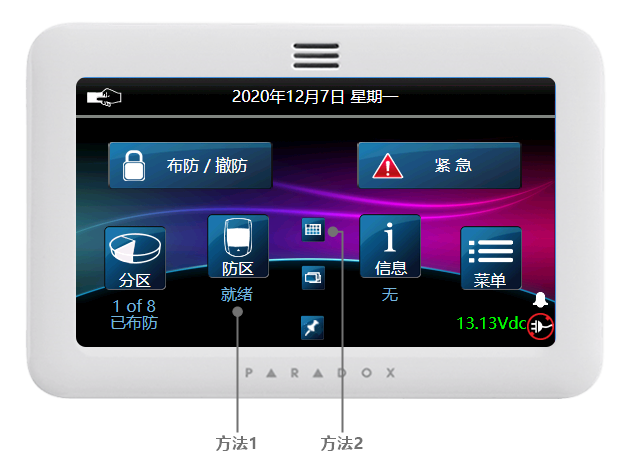 2020年12月7日 星期一
布防 / 撤防
紧 急
分区
1 of 8
已布防
防区
就绪
信息
无
菜单
13.13Vdc
PARADOX
方法1
方法2